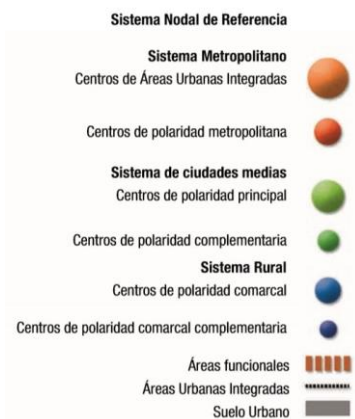 Sistema Nodal de Referencia
Sistema Metropolitano
Centros de Áreas Urbanas Integradas
Centros de polaridad metropolitana
Sistema de ciudades medias
Centros de polaridad principal
Centros de polaridad complementaria
Sistema Rural
Centros de polaridad comarcal
Centros de polaridad comarcal complementaria
Áreas funcionales
Áreas Urbanas Integradas
Suelo Urbano